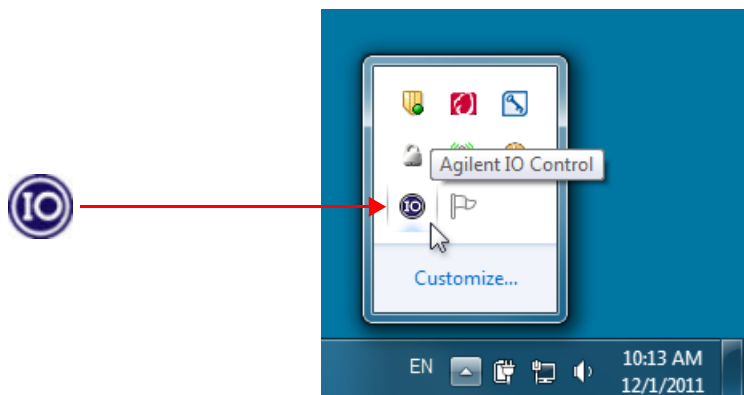 Agilent IO Control
IO
IO
Customize...
EN
10:13 AM
12/1/2011